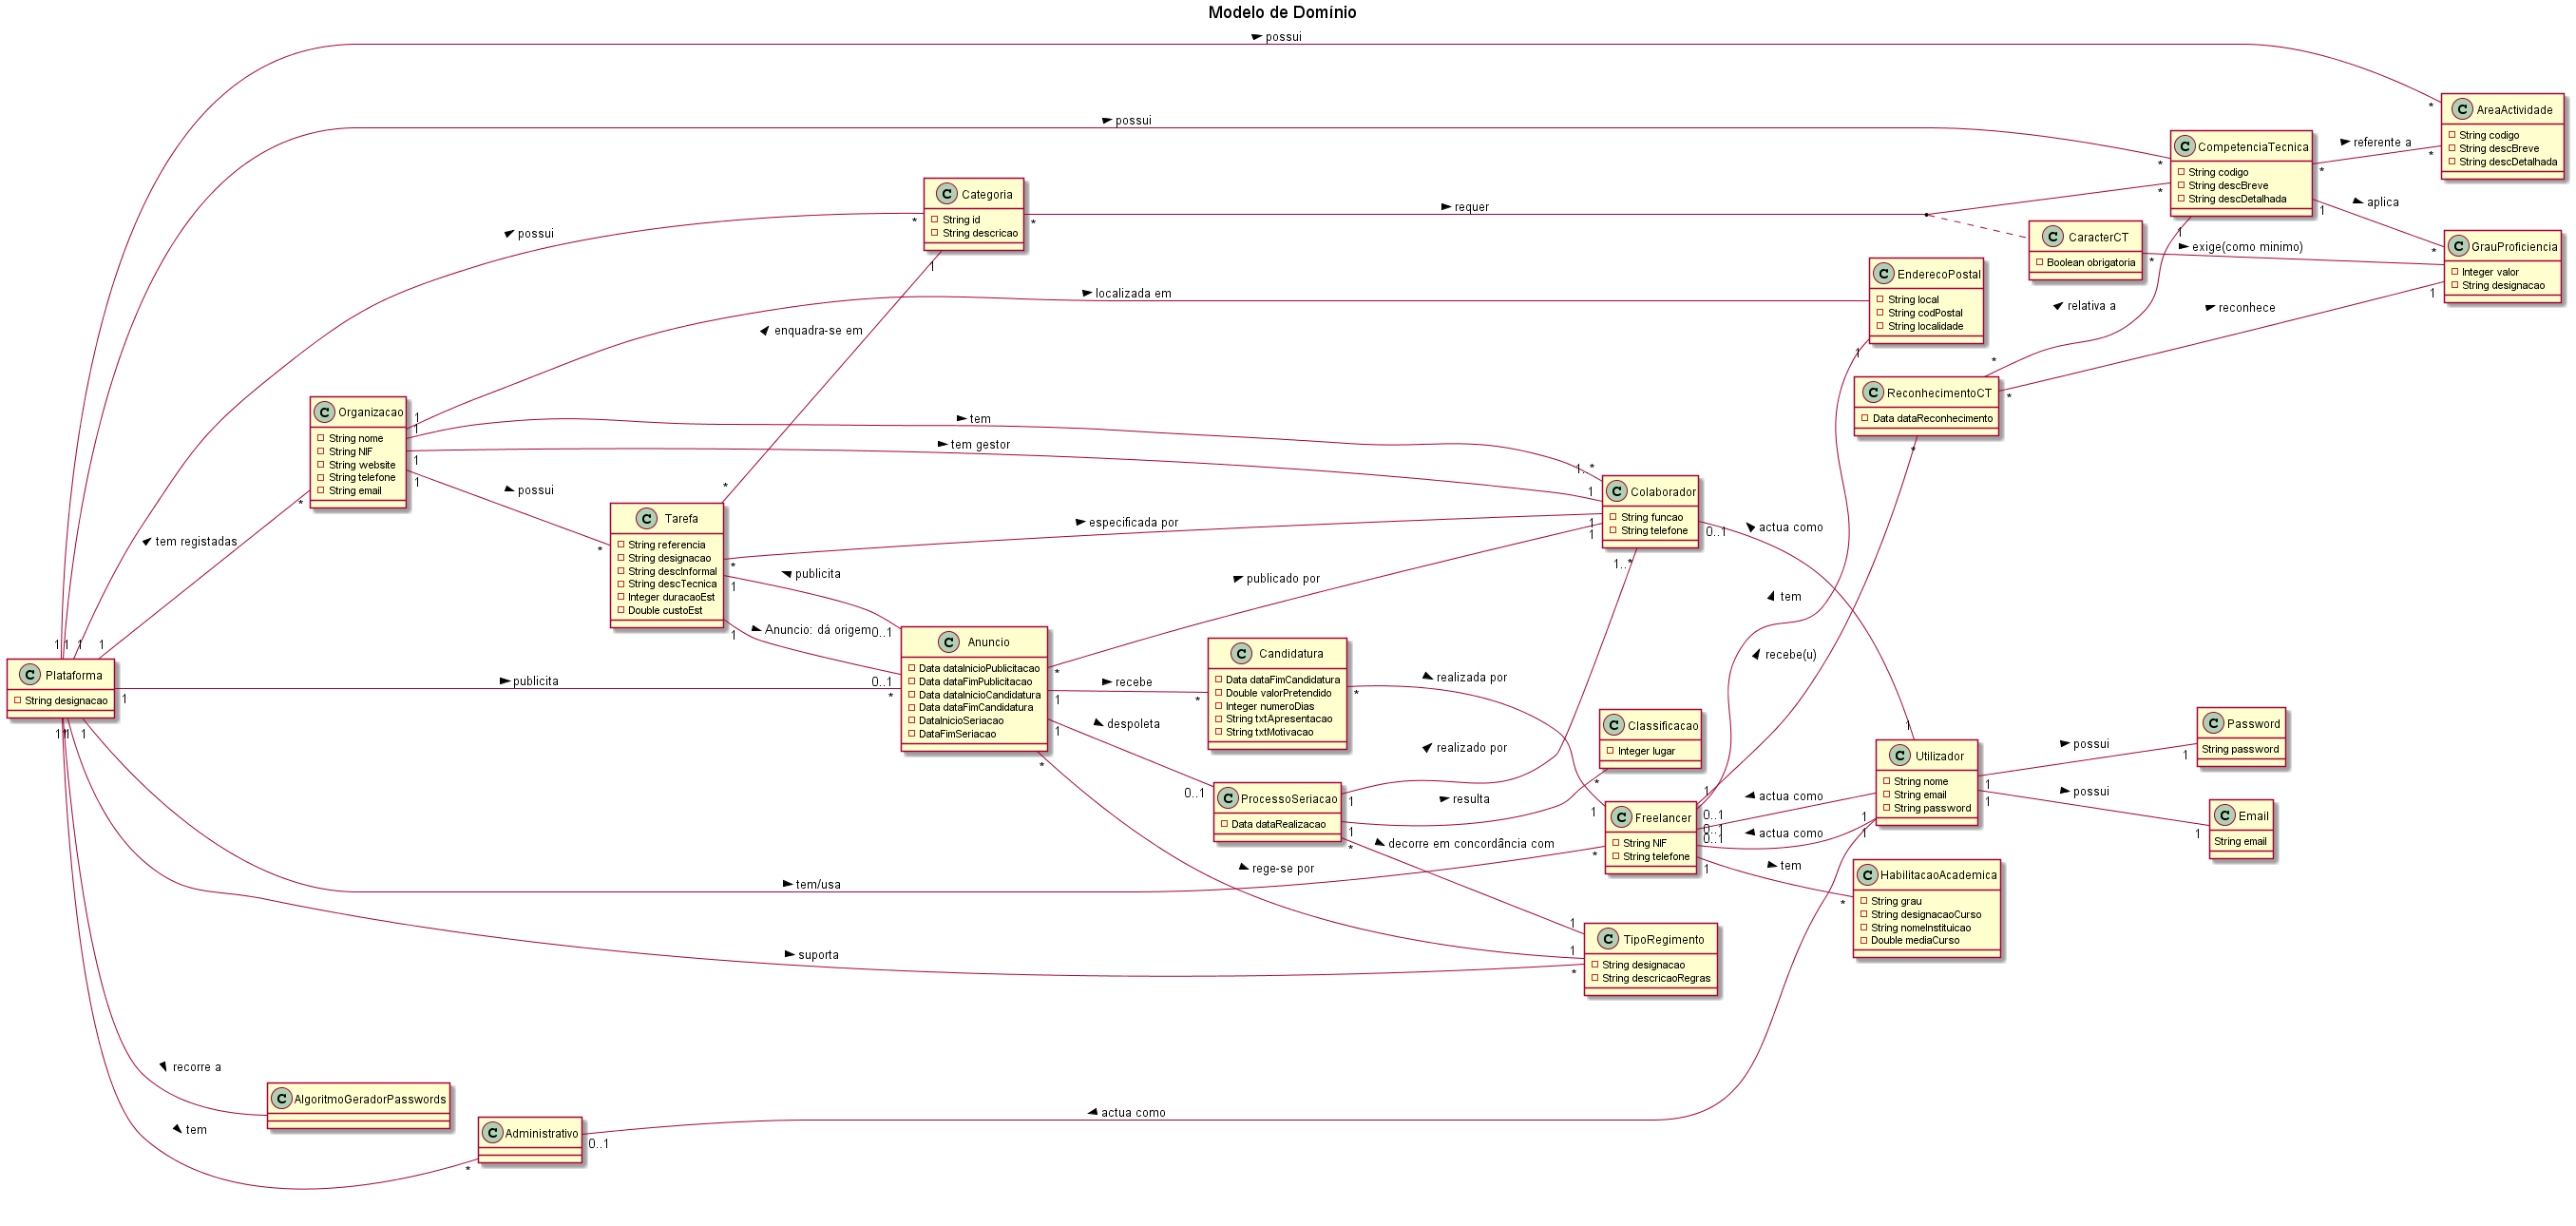 Modelo de Domínio
possui
C AreaActividade
String codigo
String descBreve
String descDetalhada
possui
C CompetenciaTecnica
String codigo
String descBreve
String descDetalhada
referente a
aplica
C Categoria
String id
String descricao
requer
possui
C CaracterCT
Boolean obrigatoria
exige(como minimo)
C GrauProficiencia
Integer valor
String designacao
C EnderecoPostal
String local
String codPostal
String localidade
localizada em
relativa a
reconhece
enquadra-se em
C ReconhecimentoCT
Data dataReconhecimento
C Organizacao
String nome
String NIF
String website
String telefone
String email
tem
tem gestor
possui
tem registadas
C Colaborador
String funcao
String telefone
C Tarefa
String referencia
String designacao
String descInformal
String descTecnica
Integer duracaoEst
Double custoEst
especificada por
actua como
publicita
publicado por
Anuncio: dá origem
tem
recebe(u)
C Plataforma
String designacao
publicita
C Anuncio
Data dataInicioPublicitacao
Data dataFimPublicitacao
Data dataInicioCandidatura
Data dataFimCandidatura
DataInicioSeriacao
DataFimSeriacao
recebe
despoleta
C Candidatura
Data dataFimCandidatura
Double valorPretendido
Integer numeroDias
String txtApresentacao
String txtMotivacao
realizada por
realizado por
C Classificacao
Integer lugar
C ProcessoSeriacao
Data dataRealizacao
resulta
decorre em concordância com
rege-se por
C Freelancer
String NIF
String telefone
actua como
actua como
tem
C Utilizador
String nome
String email
String password
possui
C Password
String password
possui
C Email
String email
C HabilitacaoAcademica
String grau
String designacaoCurso
String nomeInstituicao
Double mediaCurso
tem/usa
suporta
C TipoRegimento
String designacao
String descricaoRegras
recorre a
C AlgoritmoGeradorPasswords
tem
C Administrativo
actua como
1
*
0..1
1..*